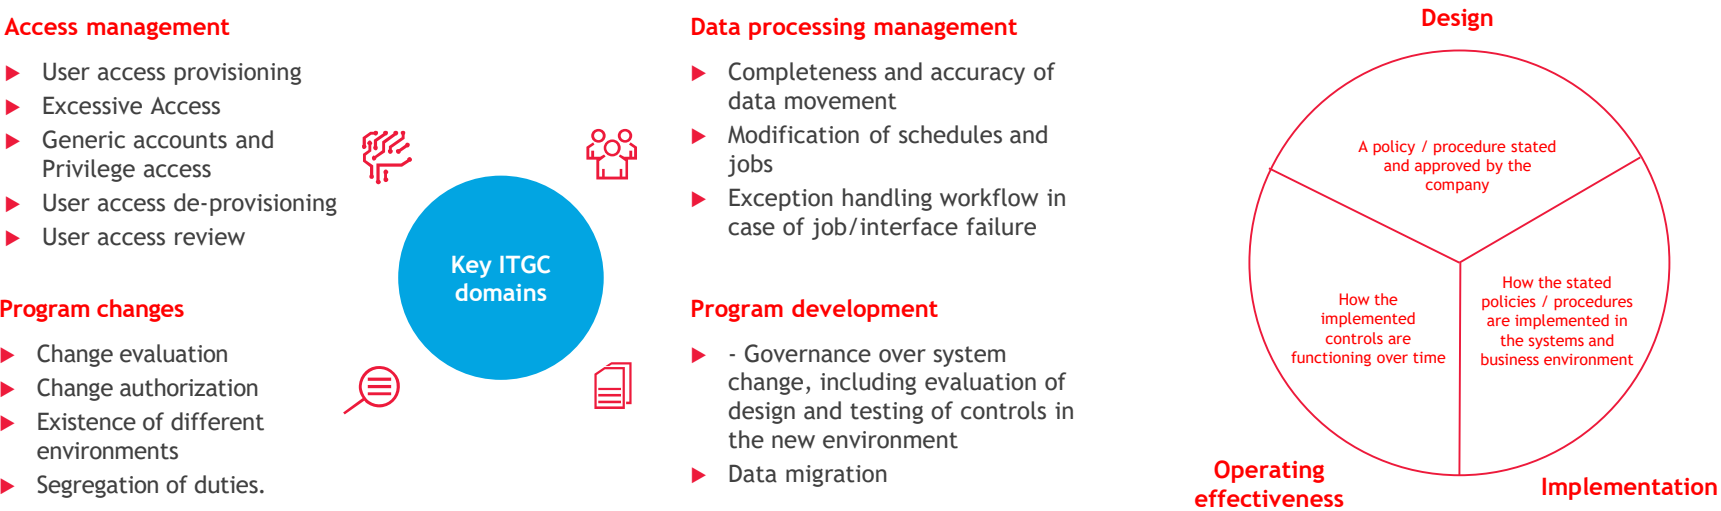 Access management
User access provisioning
Excessive Access
Generic accounts and
Privilege access
User access de-provisioning
User access review
Program changes
Change evaluation
Change authorization
Existence of different
environments
Segregation of duties.
Key ITGC
domains
Data processing management
Completeness and accuracy of
data movement
Modification of schedules and
jobs
Exception handling workflow in
case of job/interface failure
Program development
- Governance over system
change, including evaluation of
design and testing of controls in
the new environment
Data migration
Design
A policy / procedure stated
and approved by the
company
How the
implemented
controls are
functioning over time
How the stated
policies / procedures
are implemented in
the systems and
business environment
Operating
effectiveness
Implementation